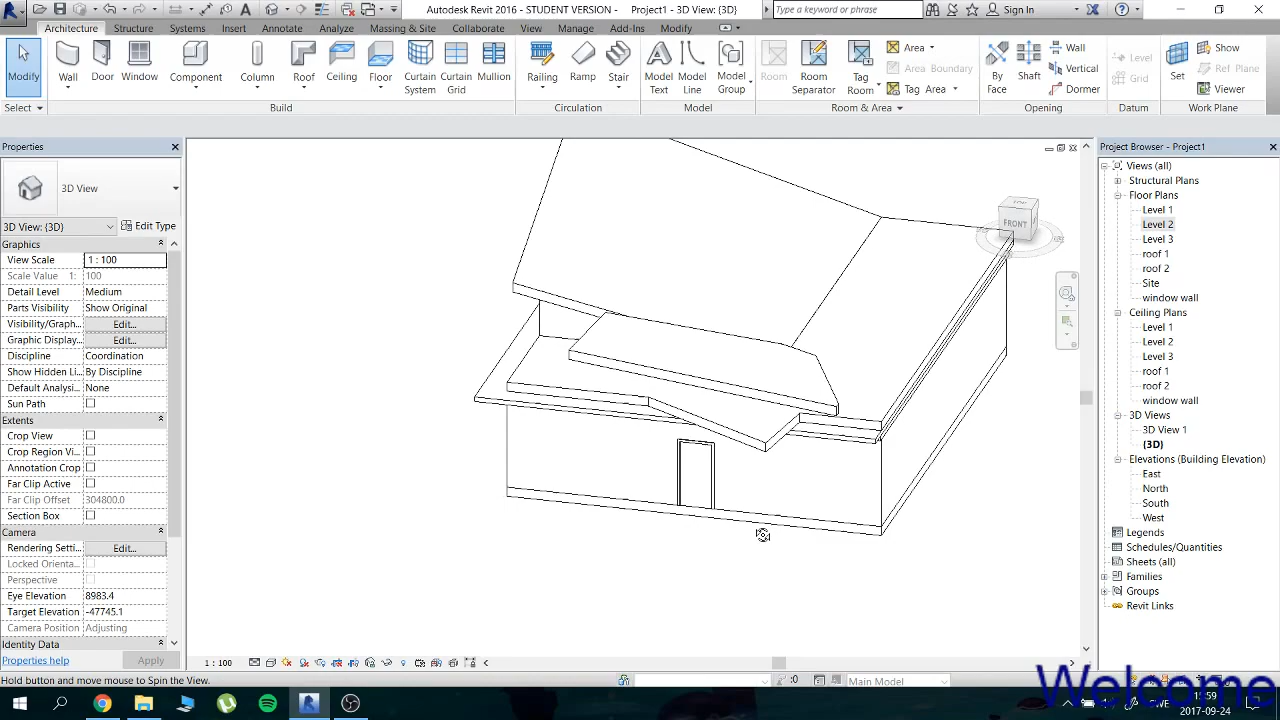 Autodesk Revit 2016 - STUDENT VERSION - Project1 - 3D View: {3D}
Type a keyword or phrase
Sign In
Architecture Structure Systems Insert Annotate Analyze Massing & Site Collaborate View Manage Add-Ins Modify
Modify Wall Door Window Component Column Roof Ceiling Floor Curtain System Curtain Grid Mullion Railing Ramp Stair Model Text Model Line Model Group Room Room Separator Tag Room
Area
Area Boundary
Tag Area
By Face Shaft
Wall
Vertical
Dormer
Level
Grid
Set
Show
Ref Plane
Viewer
Select Build Circulation Model Room & Area Opening Datum Work Plane
Properties
3D View
3D View: {3D} Edit Type
Graphics
View Scale 1 : 100
Scale Value 1: 100
Detail Level Medium
Parts Visibility Show Original
Visibility/Graph... Edit...
Graphic Display... Edit...
Discipline Coordination
Show Hidden Li... By Discipline
Default Analysi... None
Sun Path
Extents
Crop View
Crop Region Vi...
Annotation Crop
Far Clip Active
Far Clip Offset 304800.0
Section Box
Camera
Rendering Setti... Edit...
Locked Orienta...
Perspective
Eye Elevation 8983.4
Target Elevation -47745.1
Camera Position Adjusting
Identity Data
Properties help Apply
TOP
FRONT
Project Browser - Project1
Views (all)
Structural Plans
Floor Plans
Level 1
Level 2
Level 3
roof 1
roof 2
Site
window wall
Ceiling Plans
Level 1
Level 2
Level 3
roof 1
roof 2
window wall
3D Views
3D View 1
{3D}
Elevations (Building Elevation)
East
North
South
West
Legends
Schedules/Quantities
Sheets (all)
Families
Groups
Revit Links
1 : 100
Hold button and move mouse to Spin the View.
:0
Main Model
Welcome
SWE
15:59
2017-09-24